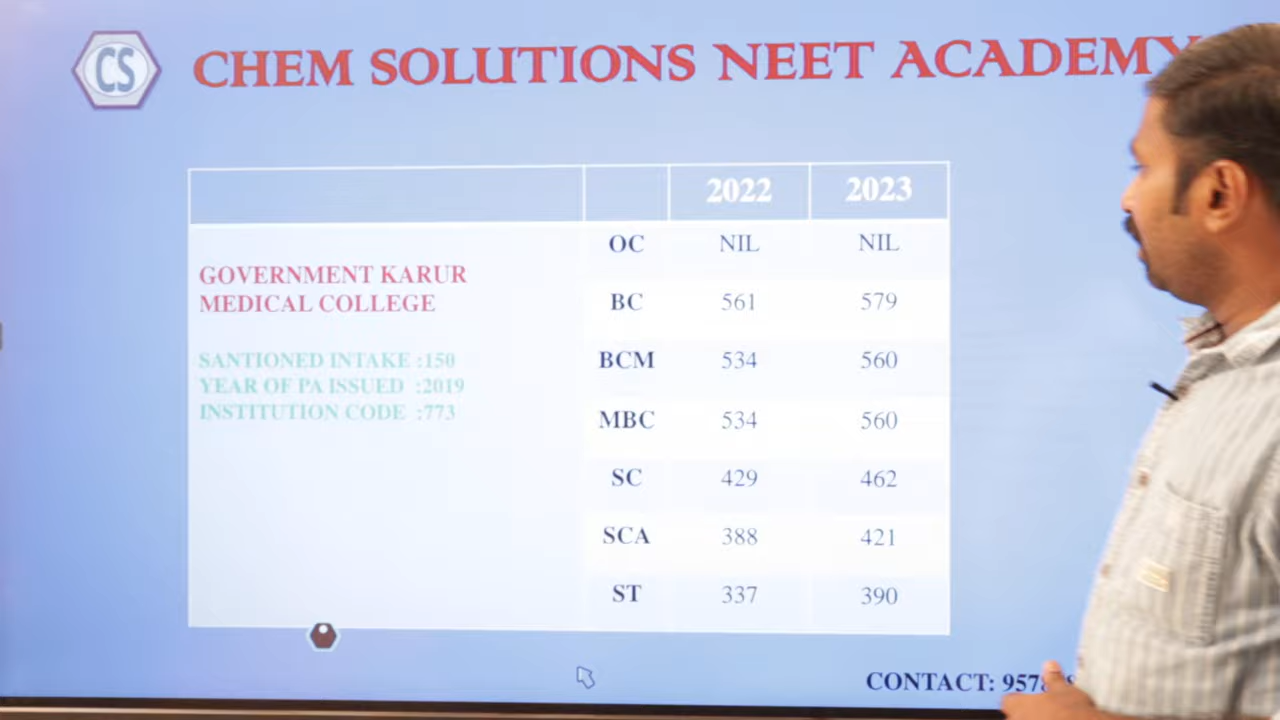 CS
CHEM SOLUTIONS NEET ACADEMY
2022 2023
GOVERNMENT KARUR
MEDICAL COLLEGE
SANTIONED INTAKE :150
YEAR OF PA ISSUED :2019
INSTITUTION CODE :773
OC NIL NIL
BC 561 579
BCM 534 560
MBC 534 560
SC 429 462
SCA 388 421
ST 337 390
CONTACT: